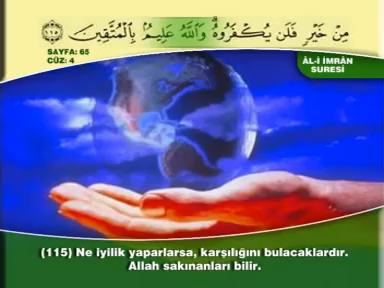 مِنْ خَيْرٍ فَلَنْ يُكْفَرُوهُ وَاللَّهُ عَلِيمٌ بِالْمُتَّقِينَ ١١٥
SAYFA: 65
CÜZ: 4
ÂL-İ İMRÂN
SURESİ
(115) Ne iyilik yaparlarsa, karşılığını bulacaklardır.
Allah sakınanları bilir.